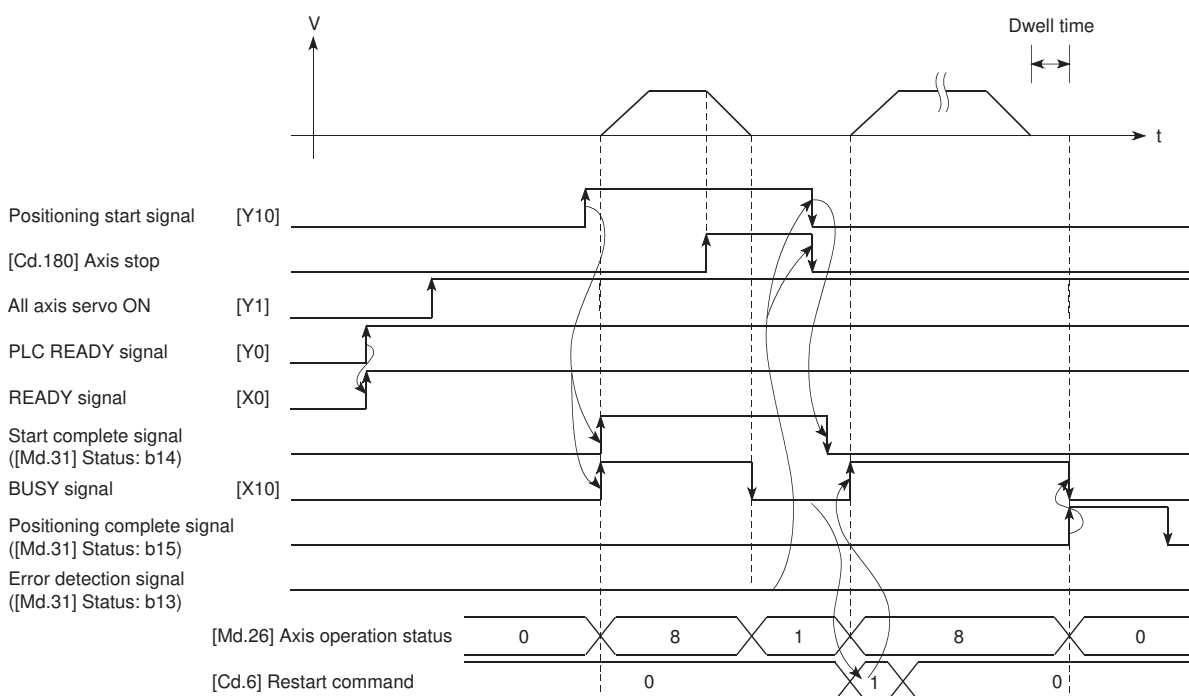 V
Dwell time
t
Positioning start signal [Y10]
[Cd.180] Axis stop
All axis servo ON [Y1]
PLC READY signal [Y0]
READY signal [X0]
Start complete signal
([Md.31] Status: b14)
BUSY signal [X10]
Positioning complete signal
([Md.31] Status: b15)
Error detection signal
([Md.31] Status: b13)
[Md.26] Axis operation status 0 8 1 8 0
[Cd.6] Restart command 0 1 0